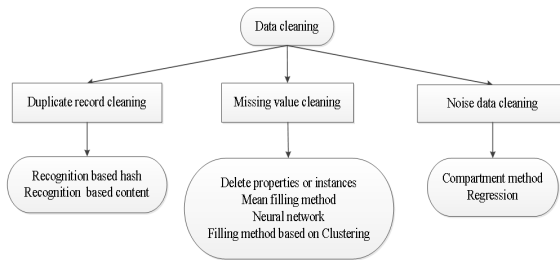 Data cleaning
Duplicate record cleaning
Missing value cleaning
Noise data cleaning
Recognition based hash
Recognition based content
Delete properties or instances
Mean filling method
Neural network
Filling method based on Clustering
Compartment method
Regression